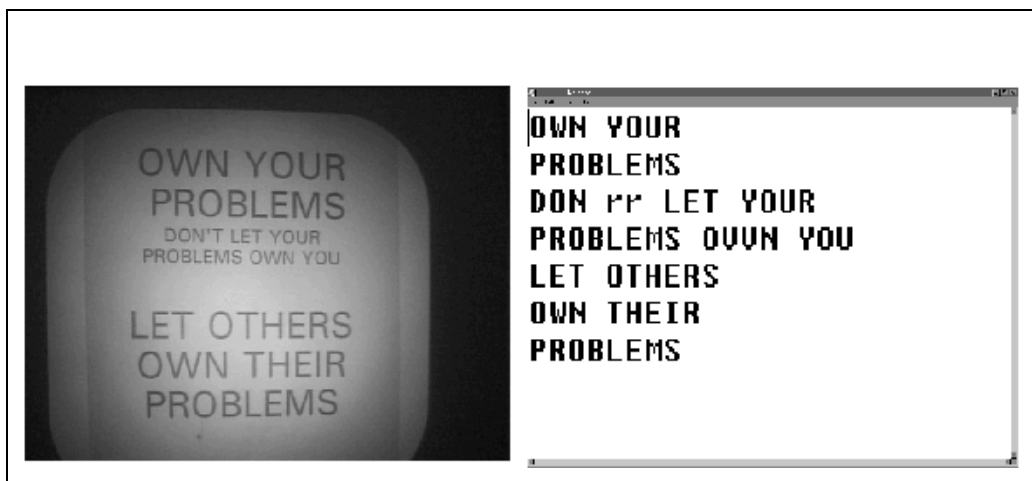 OWN YOUR
PROBLEMS
DON'T LET YOUR
PROBLEMS OWN YOU
LET OTHERS
OWN THEIR
PROBLEMS
OWN YOUR
PROBLEMS
DON rr LET YOUR
PROBLEMS OVVN YOU
LET OTHERS
OWN THEIR
PROBLEMS